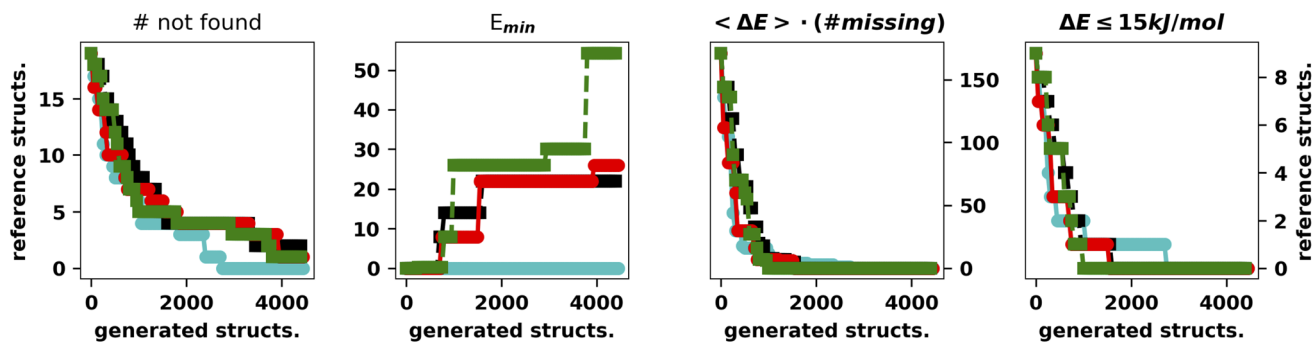 # not found
E_min
< ΔE > · (#missing)
ΔE ≤ 15kJ/mol
reference structs.
15
10
5
0
0 2000 4000
generated structs.
50
40
30
20
10
0
0 2000 4000
generated structs.
150
100
50
0
0 2000 4000
generated structs.
8
6
4
2
0
0 2000 4000
generated structs.
reference structs.